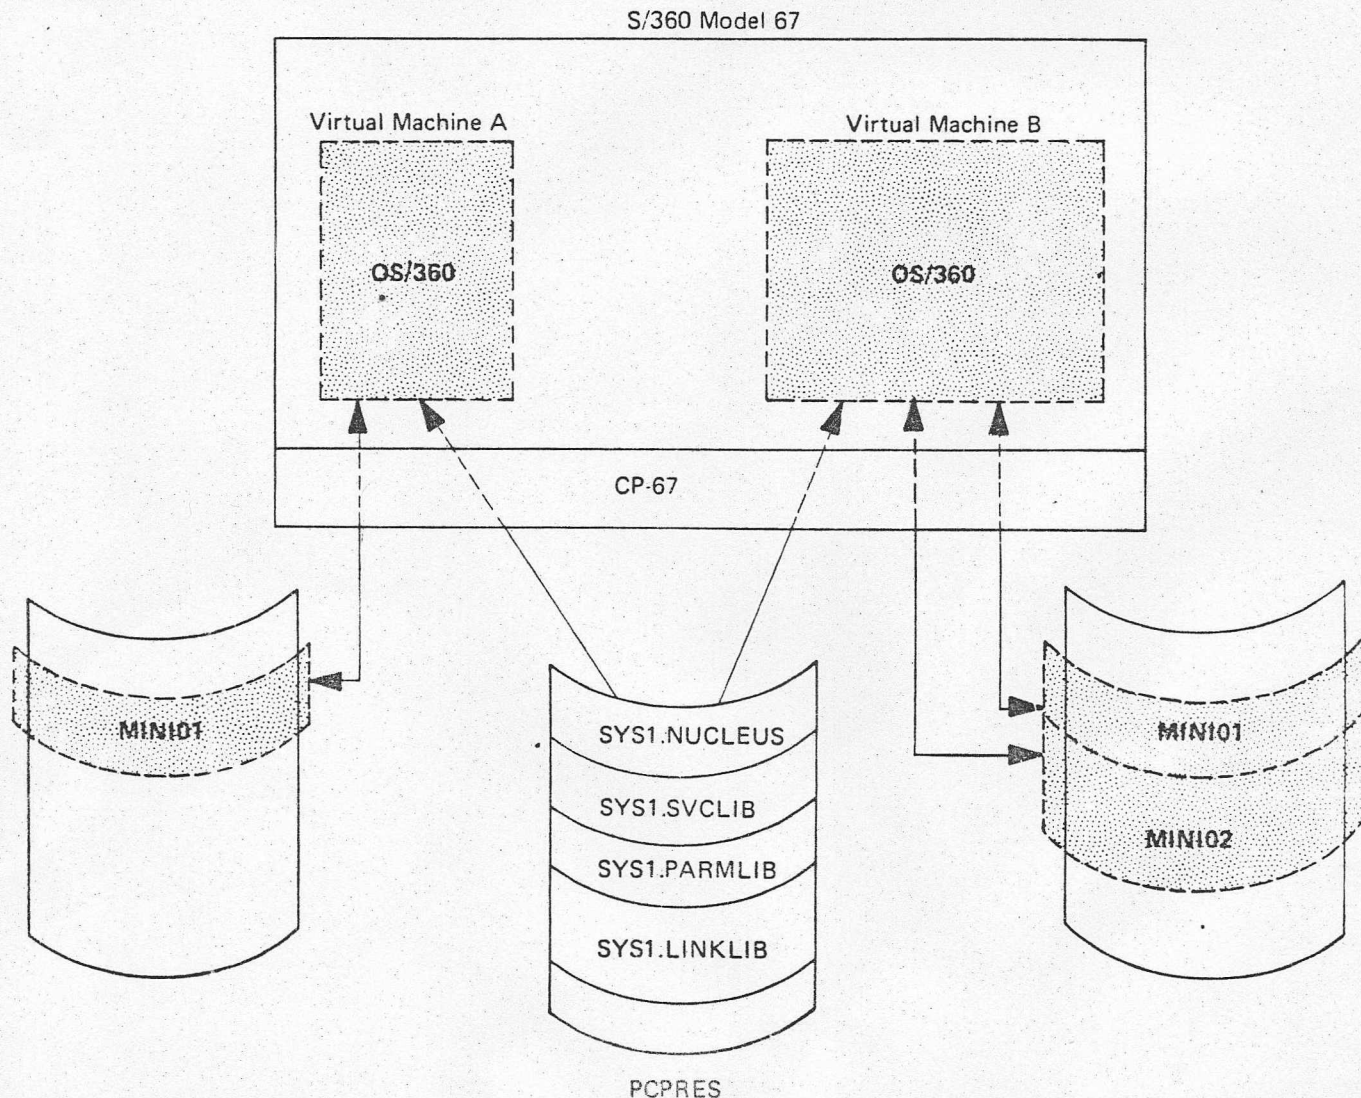 S/360 Model 67
Virtual Machine A
Virtual Machine B
OS/360
OS/360
CP-67
MINI01
SYS1.NUCLEUS
SYS1.SVCLIB
SYS1.PARMLIB
SYS1.LINKLIB
MINI01
MINI02
PCPRES